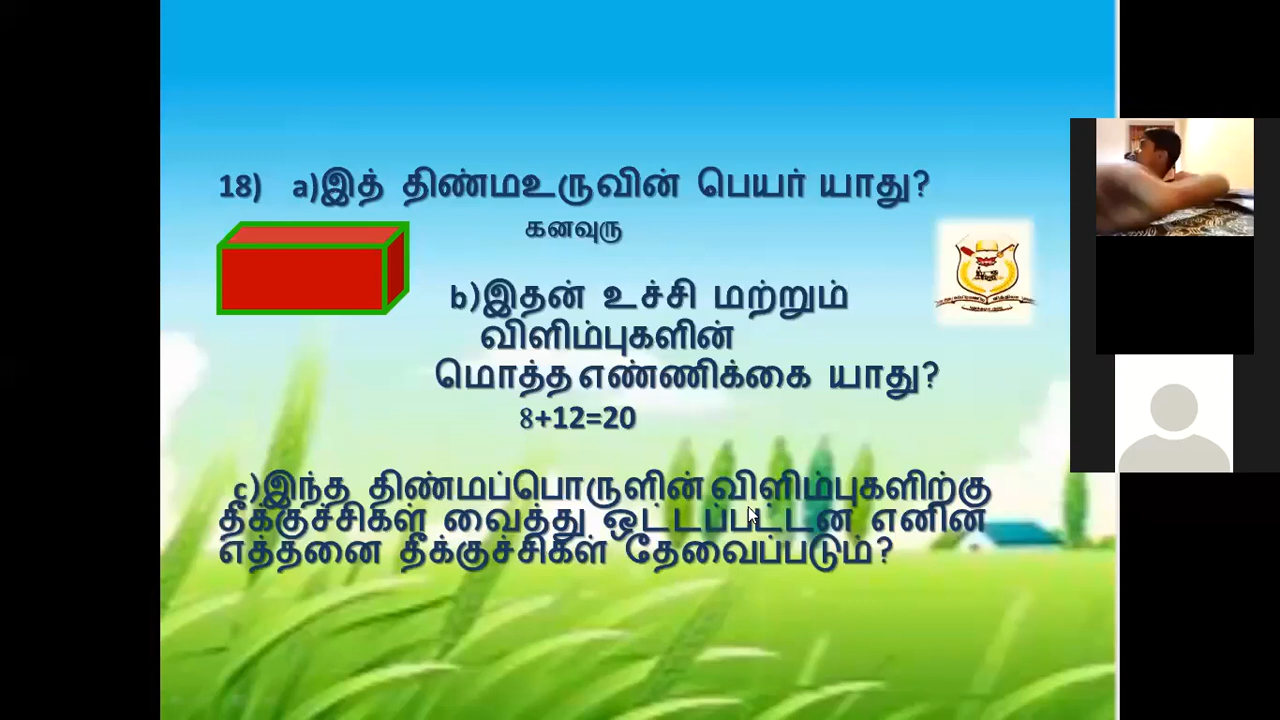 18) a)இத் திண்மஉருவின் பெயர் யாது?
கனவுரு
b)இதன் உச்சி மற்றும்
விளிம்புகளின்
மொத்த எண்ணிக்கை யாது?
8+12=20
c)இந்த திண்மப்பொருளின் விளிம்புகளிற்கு
தீக்குச்சிகள் வைத்து ஒட்டப்பட்டன எனின்
எத்தனை தீக்குச்சிகள் தேவைப்படும்?